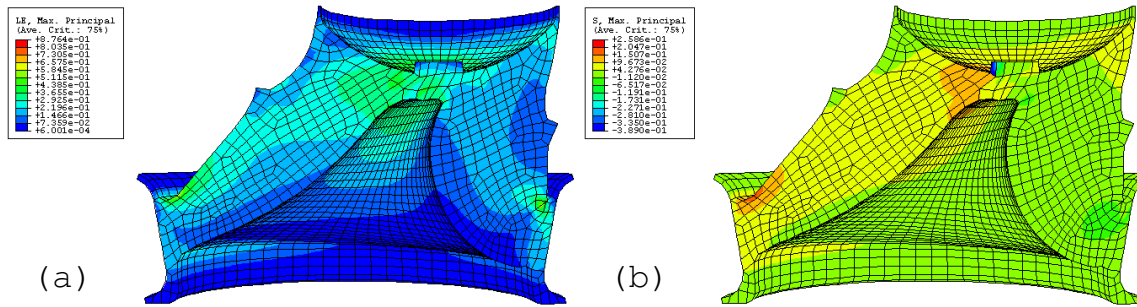 LE, Max. Principal
(Ave. Crit.: 75%)
+8.764e-01
+8.035e-01
+7.305e-01
+6.575e-01
+5.845e-01
+5.115e-01
+4.385e-01
+3.655e-01
+2.925e-01
+2.196e-01
+1.466e-01
+7.359e-02
+6.001e-04
(a)
S, Max. Principal
(Ave. Crit.: 75%)
+2.586e-01
+2.047e-01
+1.507e-01
+9.673e-02
+4.276e-02
-1.120e-02
-6.517e-02
-1.191e-01
-1.731e-01
-2.271e-01
-2.810e-01
-3.350e-01
-3.890e-01
(b)